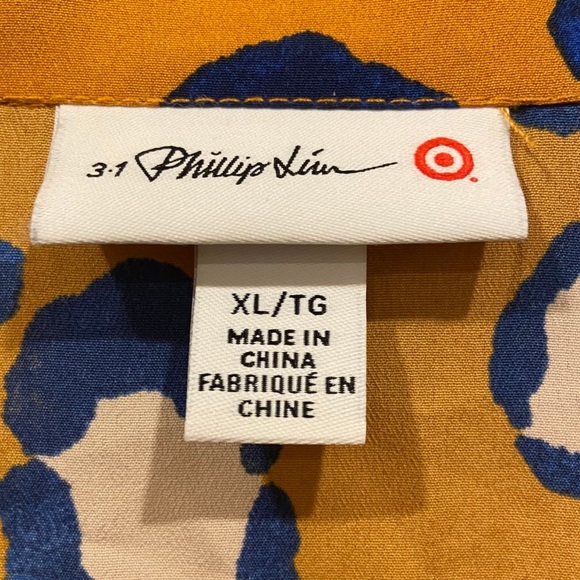 3.1 Phillip Lim
XL/TG
MADE IN
CHINA
FABRIQUÉ EN
CHINE